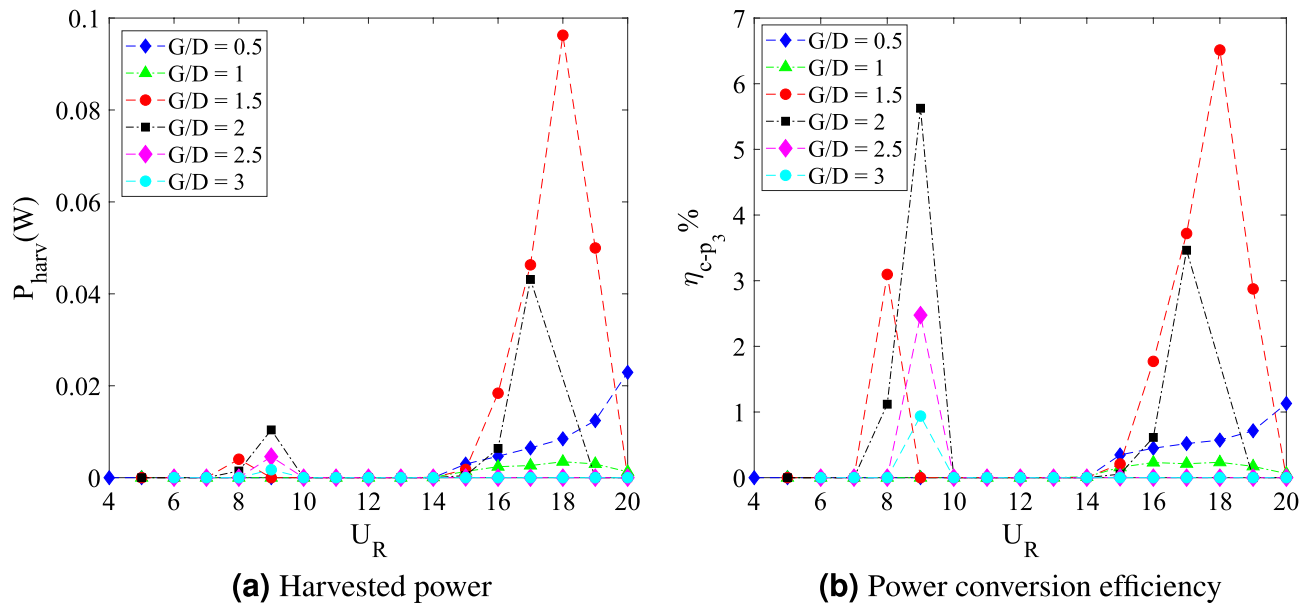 0.1
0.08
0.06
0.04
0.02
0
P_harv(W)
G/D = 0.5
G/D = 1
G/D = 1.5
G/D = 2
G/D = 2.5
G/D = 3
4 6 8 10 12 14 16 18 20
U_R
(a) Harvested power
7
6
5
4
3
2
1
0
η_c-p_3 %
G/D = 0.5
G/D = 1
G/D = 1.5
G/D = 2
G/D = 2.5
G/D = 3
4 6 8 10 12 14 16 18 20
U_R
(b) Power conversion efficiency